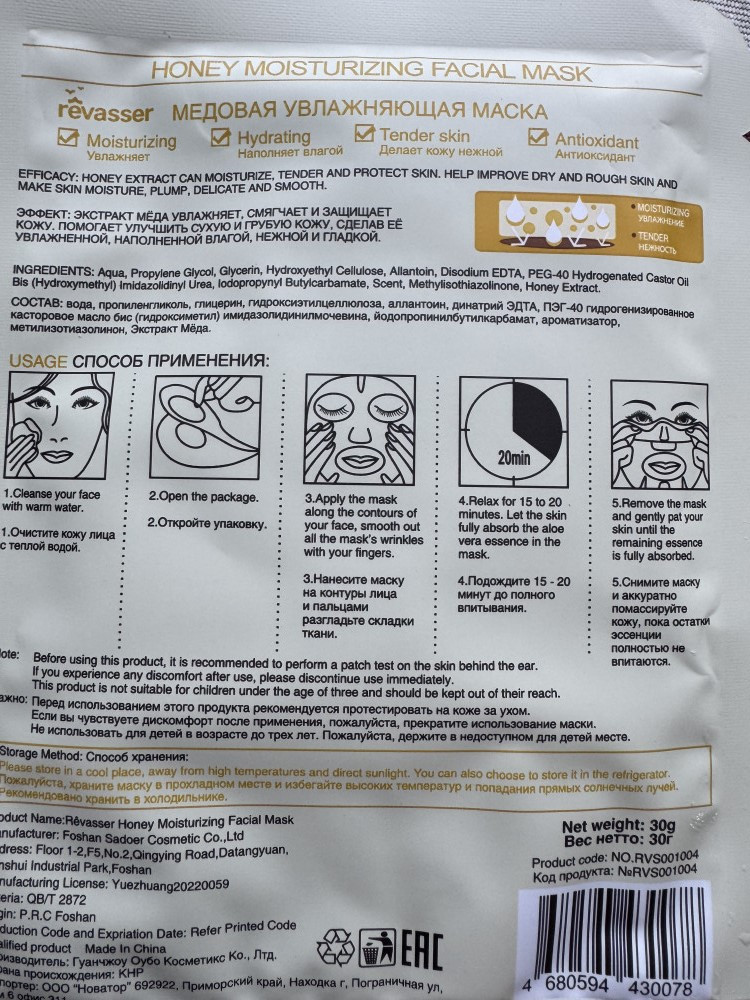 HONEY MOISTURIZING FACIAL MASK
rêvasser МЕДОВАЯ УВЛАЖНЯЮЩАЯ МАСКА
Moisturizing
Увлажняет
Hydrating
Наполняет влагой
Tender skin
Делает кожу нежной
Antioxidant
Антиоксидант
EFFICACY: HONEY EXTRACT CAN MOISTURIZE, TENDER AND PROTECT SKIN. HELP IMPROVE DRY AND ROUGH SKIN AND
MAKE SKIN MOISTURE, PLUMP, DELICATE AND SMOOTH.
ЭФФЕКТ: ЭКСТРАКТ МЁДА УВЛАЖНЯЕТ, СМЯГЧАЕТ И ЗАЩИЩАЕТ
КОЖУ. ПОМОГАЕТ УЛУЧШИТЬ СУХУЮ И ГРУБУЮ КОЖУ, СДЕЛАВ ЕЁ
УВЛАЖНЕННОЙ, НАПОЛНЕННОЙ ВЛАГОЙ, НЕЖНОЙ И ГЛАДКОЙ.
• MOISTURIZING
УВЛАЖНЕНИЕ
• TENDER
НЕЖНОСТЬ
INGREDIENTS: Aqua, Propylene Glycol, Glycerin, Hydroxyethyl Cellulose, Allantoin, Disodium EDTA, PEG-40 Hydrogenated Castor Oil
Bis (Hydroxymethyl) Imidazolidinyl Urea, Iodopropynyl Butylcarbamate, Scent, Methylisothiazolinone, Honey Extract.
СОСТАВ: вода, пропиленгликоль, глицерин, гидроксиэтилцеллюлоза, аллантоин, динатрий ЭДТА, ПЭГ-40 гидрогенизированное
касторовое масло бис (гидроксиметил) имидазолидинилмочевина, йодопропинилбутилкарбамат, ароматизатор,
метилизотиазолинон, Экстракт Мёда.
USAGE СПОСОБ ПРИМЕНЕНИЯ:
20min
1.Cleanse your face
with warm water.
1.Очистите кожу лица
с теплой водой.
2.Open the package.
2.Откройте упаковку.
3.Apply the mask
along the contours of
your face, smooth out
all the mask's wrinkles
with your fingers.
3.Нанесите маску
на контуры лица
и пальцами
разгладьте складки
ткани.
4.Relax for 15 to 20
minutes. Let the skin
fully absorb the aloe
vera essence in the
mask.
4.Подождите 15 - 20
минут до полного
впитывания.
5.Remove the mask
and gently pat your
skin until the
remaining essence
is fully absorbed.
5.Снимите маску
и аккуратно
помассируйте
кожу, пока остатки
эссенции
полностью не
впитаются.
ote: Before using this product, it is recommended to perform a patch test on the skin behind the ear.
If you experience any discomfort after use, please discontinue use immediately.
This product is not suitable for children under the age of three and should be kept out of their reach.
ажно: Перед использованием этого продукта рекомендуется протестировать на коже за ухом.
Если вы чувствуете дискомфорт после применения, пожалуйста, прекратите использование маски.
Не использовать для детей в возрасте до трех лет. Пожалуйста, держите в недоступном для детей месте.
Storage Method: Способ хранения:
Please store in a cool place, away from high temperatures and direct sunlight. You can also choose to store it in the refrigerator.
Пожалуйста, храните маску в прохладном месте и избегайте высоких температур и попадания прямых солнечных лучей.
Рекомендовано хранить в холодильнике.
oduct Name:Rêvasser Honey Moisturizing Facial Mask
anufacturer: Foshan Sadoer Cosmetic Co.,Ltd
dress: Floor 1-2,F5,No.2,Qingying Road,Datangyuan,
nshui Industrial Park,Foshan
nufacturing License: Yuezhuang20220059
eria: QB/T 2872
gin: P.R.C Foshan
duction Code and Expriation Date: Refer Printed Code
alified product Made In China
оизводитель: Гуанчжоу Оубо Косметикс Ко., Лтд.
рана происхождения: КНР
портер: ООО "Новатор" 692922, Приморский край, Находка г, Пограничная ул,
EAC
Net weight: 30g
Вес нетто: 30г
Product code: NO.RVS001004
Код продукта: №RVS001004
4 680594 430078